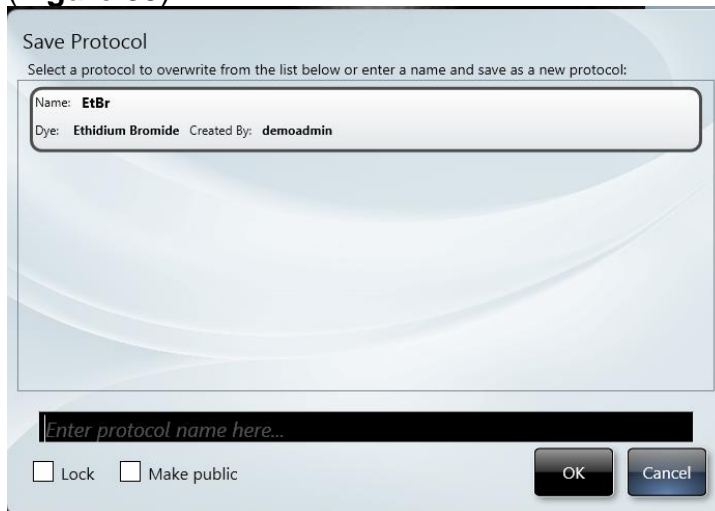 Save Protocol
Select a protocol to overwrite from the list below or enter a name and save as a new protocol:
Name: EtBr
Dye: Ethidium Bromide Created By: demoadmin
Enter protocol name here...
Lock Make public OK Cancel